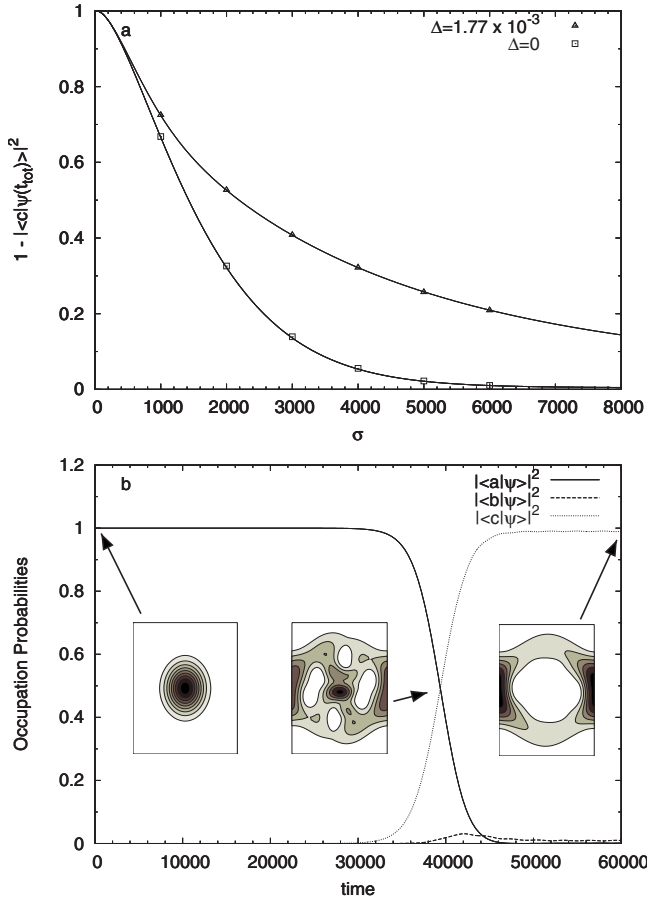 a
Δ=1.77 x 10-3
Δ=0
1
0.8
0.6
0.4
0.2
0
1 - |<c|ψ(ttot)>|2
0 1000 2000 3000 4000 5000 6000 7000 8000
σ
b
|<a|ψ>|2
|<b|ψ>|2
|<c|ψ>|2
1.2
1
0.8
0.6
0.4
0.2
0
Occupation Probabilities
0 10000 20000 30000 40000 50000 60000
time